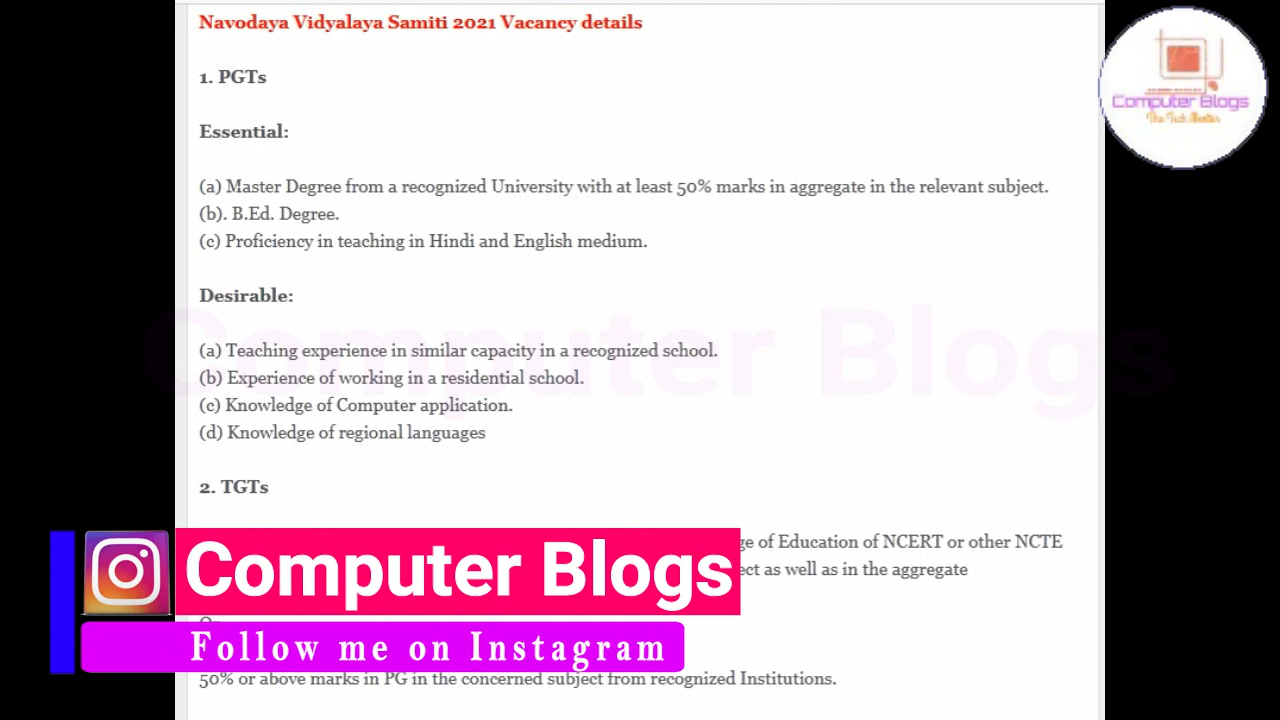 Navodaya Vidyalaya Samiti 2021 Vacancy details
Computer Blogs
The Tech Mentor
1. PGTs
Essential:
(a) Master Degree from a recognized University with at least 50% marks in aggregate in the relevant subject.
(b). B.Ed. Degree.
(c) Proficiency in teaching in Hindi and English medium.
Desirable:
(a) Teaching experience in similar capacity in a recognized school.
(b) Experience of working in a residential school.
(c) Knowledge of Computer application.
(d) Knowledge of regional languages
Computer Blogs
2. TGTs
of Education of NCERT or other NCTE
as well as in the aggregate
Computer Blogs
Follow me on Instagram
50% or above marks in PG in the concerned subject from recognized Institutions.